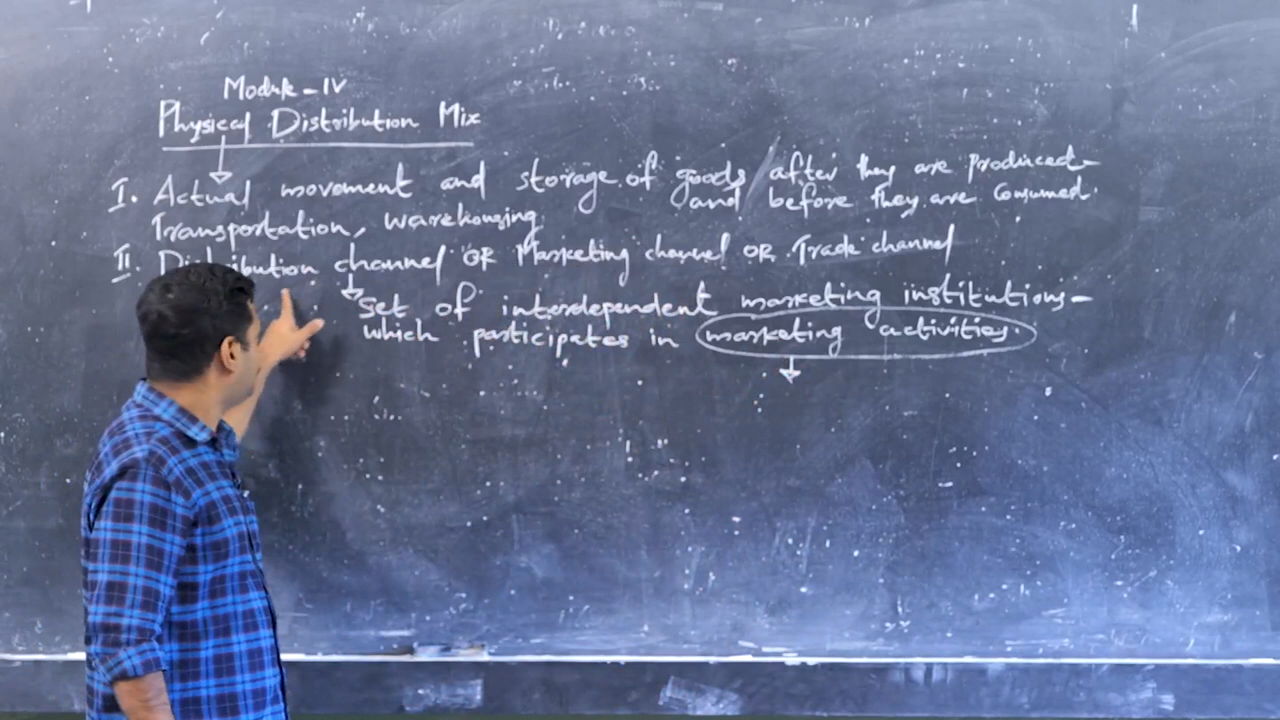 Module - IV
Physical Distribution Mix
I. Actual movement and storage of goods after they are produced
and before they are consumed.
Transportation, warehousing
II. Distribution channel OR Marketing channel OR Trade channel
Set of interdependent marketing institutions -
which participates in marketing activities.